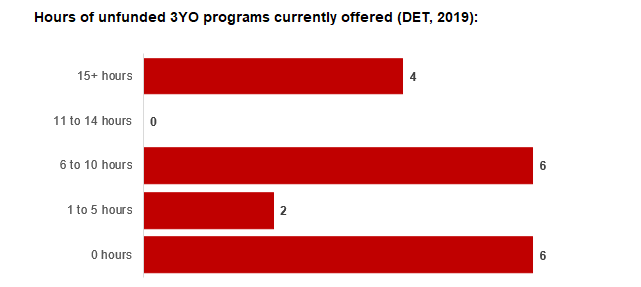 Hours of unfunded 3YO programs currently offered (DET, 2019):
15+ hours 4
11 to 14 hours 0
6 to 10 hours 6
1 to 5 hours 2
0 hours 6